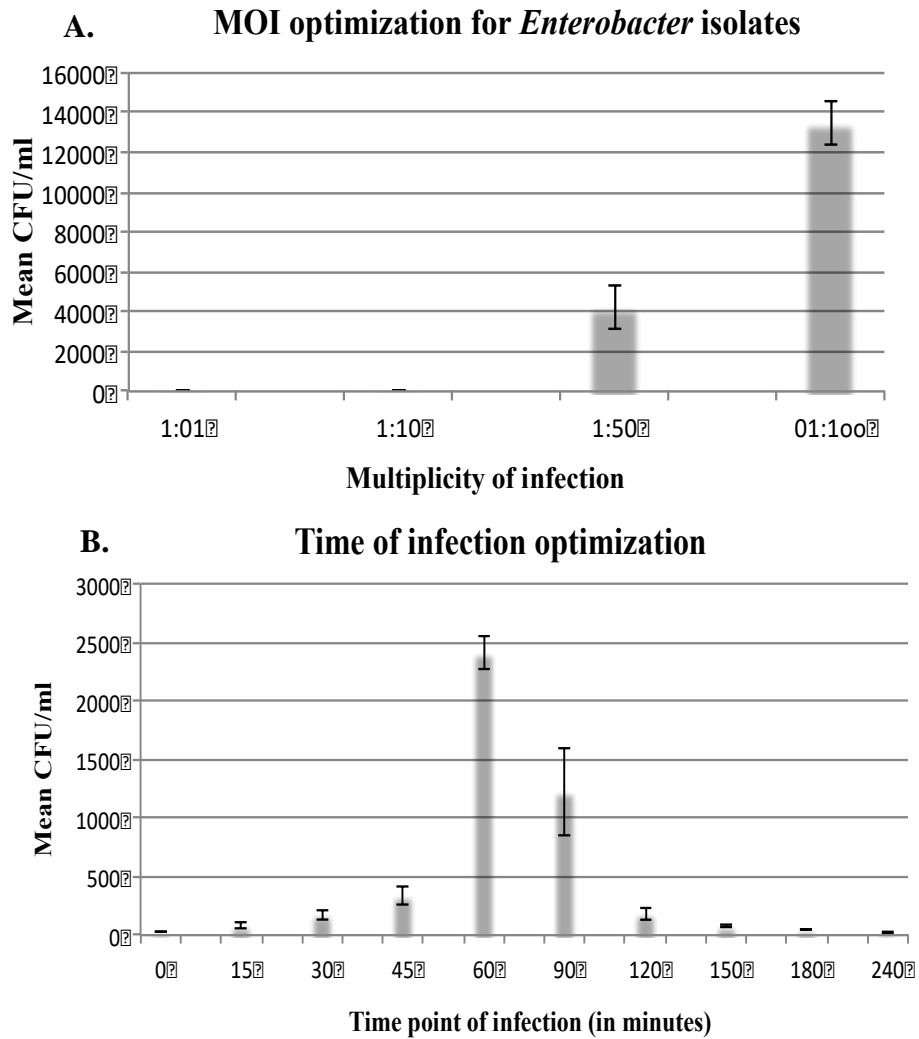 A. MOI optimization for Enterobacter isolates
Mean CFU/ml
16000⍰
14000⍰
12000⍰
10000⍰
8000⍰
6000⍰
4000⍰
2000⍰
0⍰
1:01⍰ 1:10⍰ 1:50⍰ 01:1oo⍰
Multiplicity of infection
B. Time of infection optimization
Mean CFU/ml
3000⍰
2500⍰
2000⍰
1500⍰
1000⍰
500⍰
0⍰
0⍰ 15⍰ 30⍰ 45⍰ 60⍰ 90⍰ 120⍰ 150⍰ 180⍰ 240⍰
Time point of infection (in minutes)